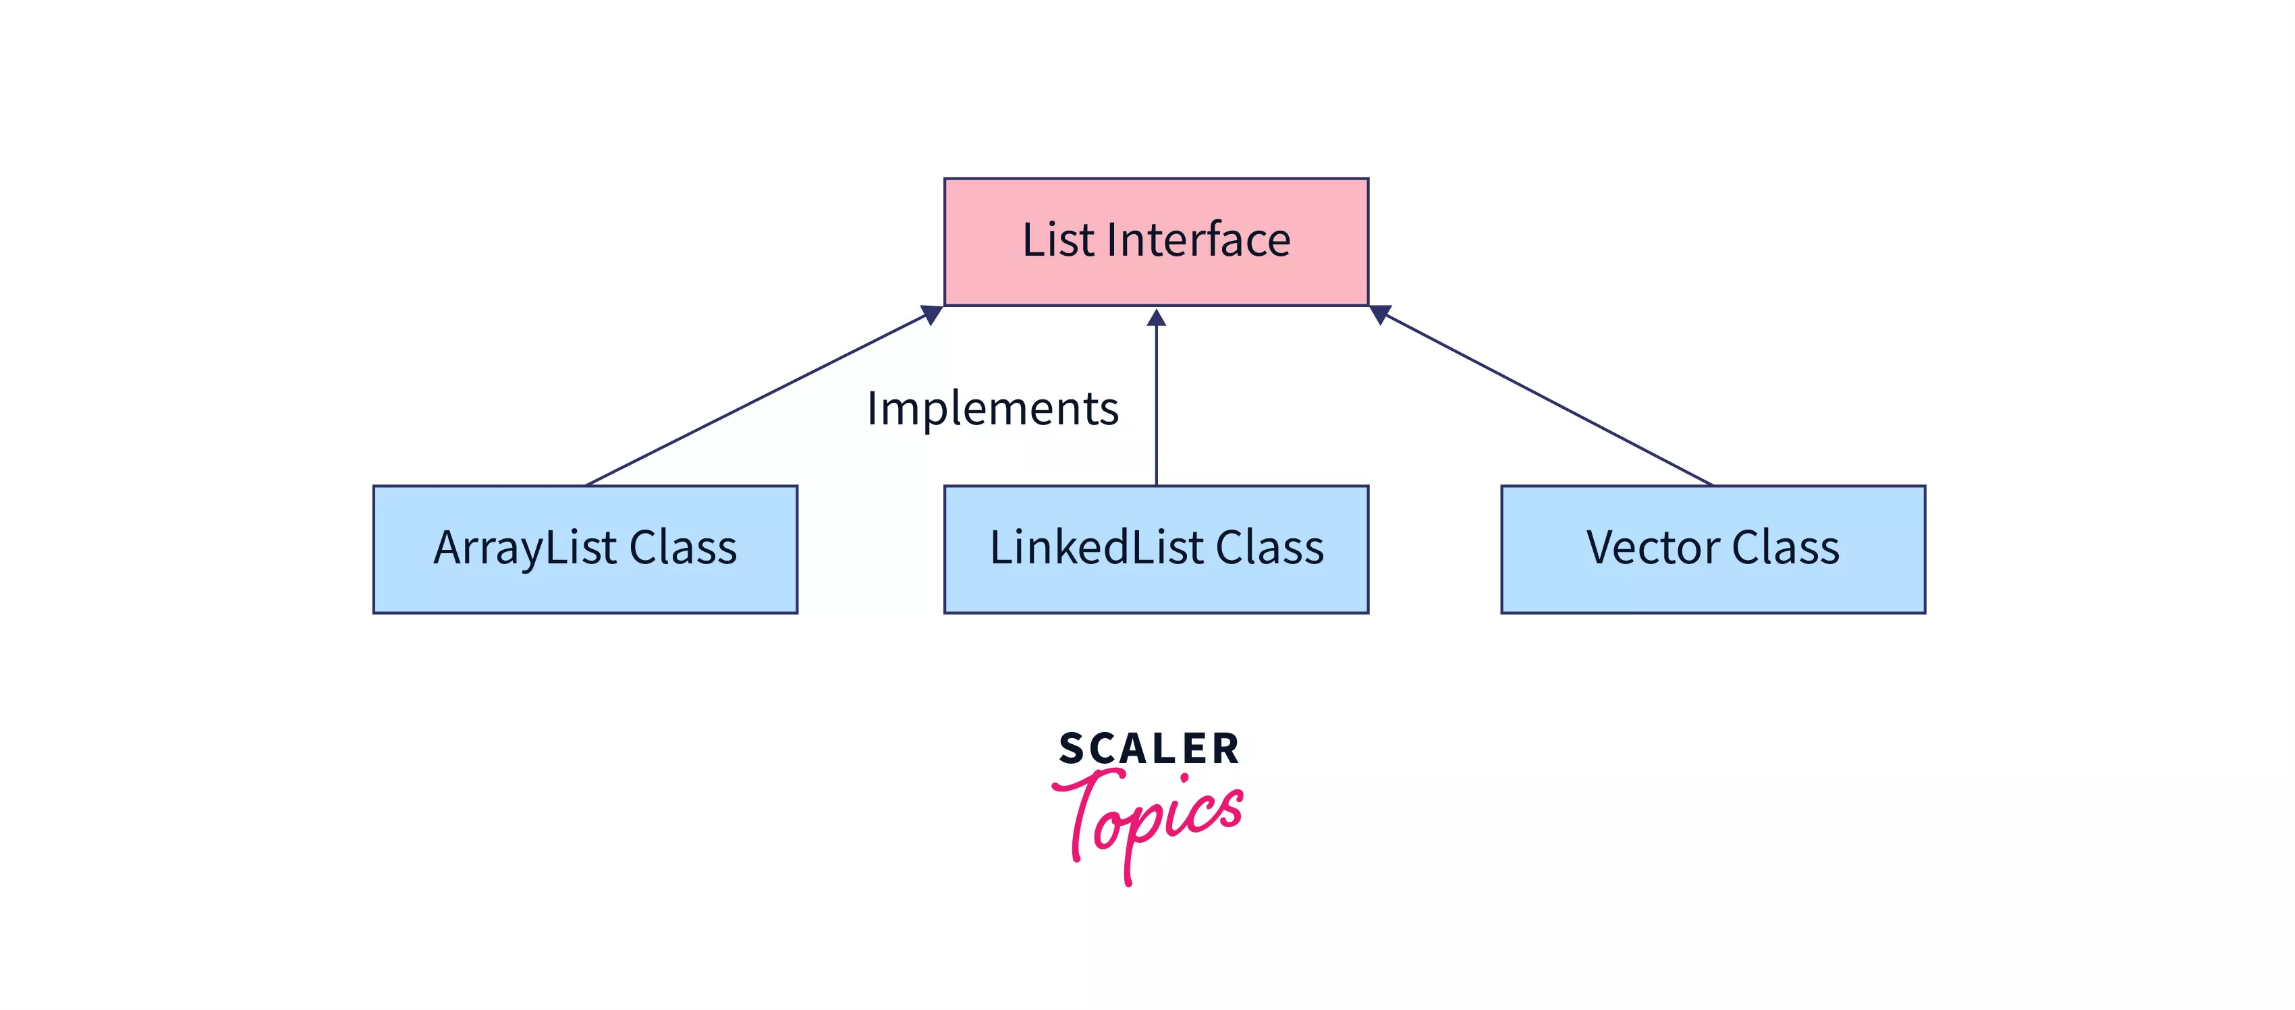 List Interface
Implements
ArrayList Class
LinkedList Class
Vector Class
SCALER
Topics